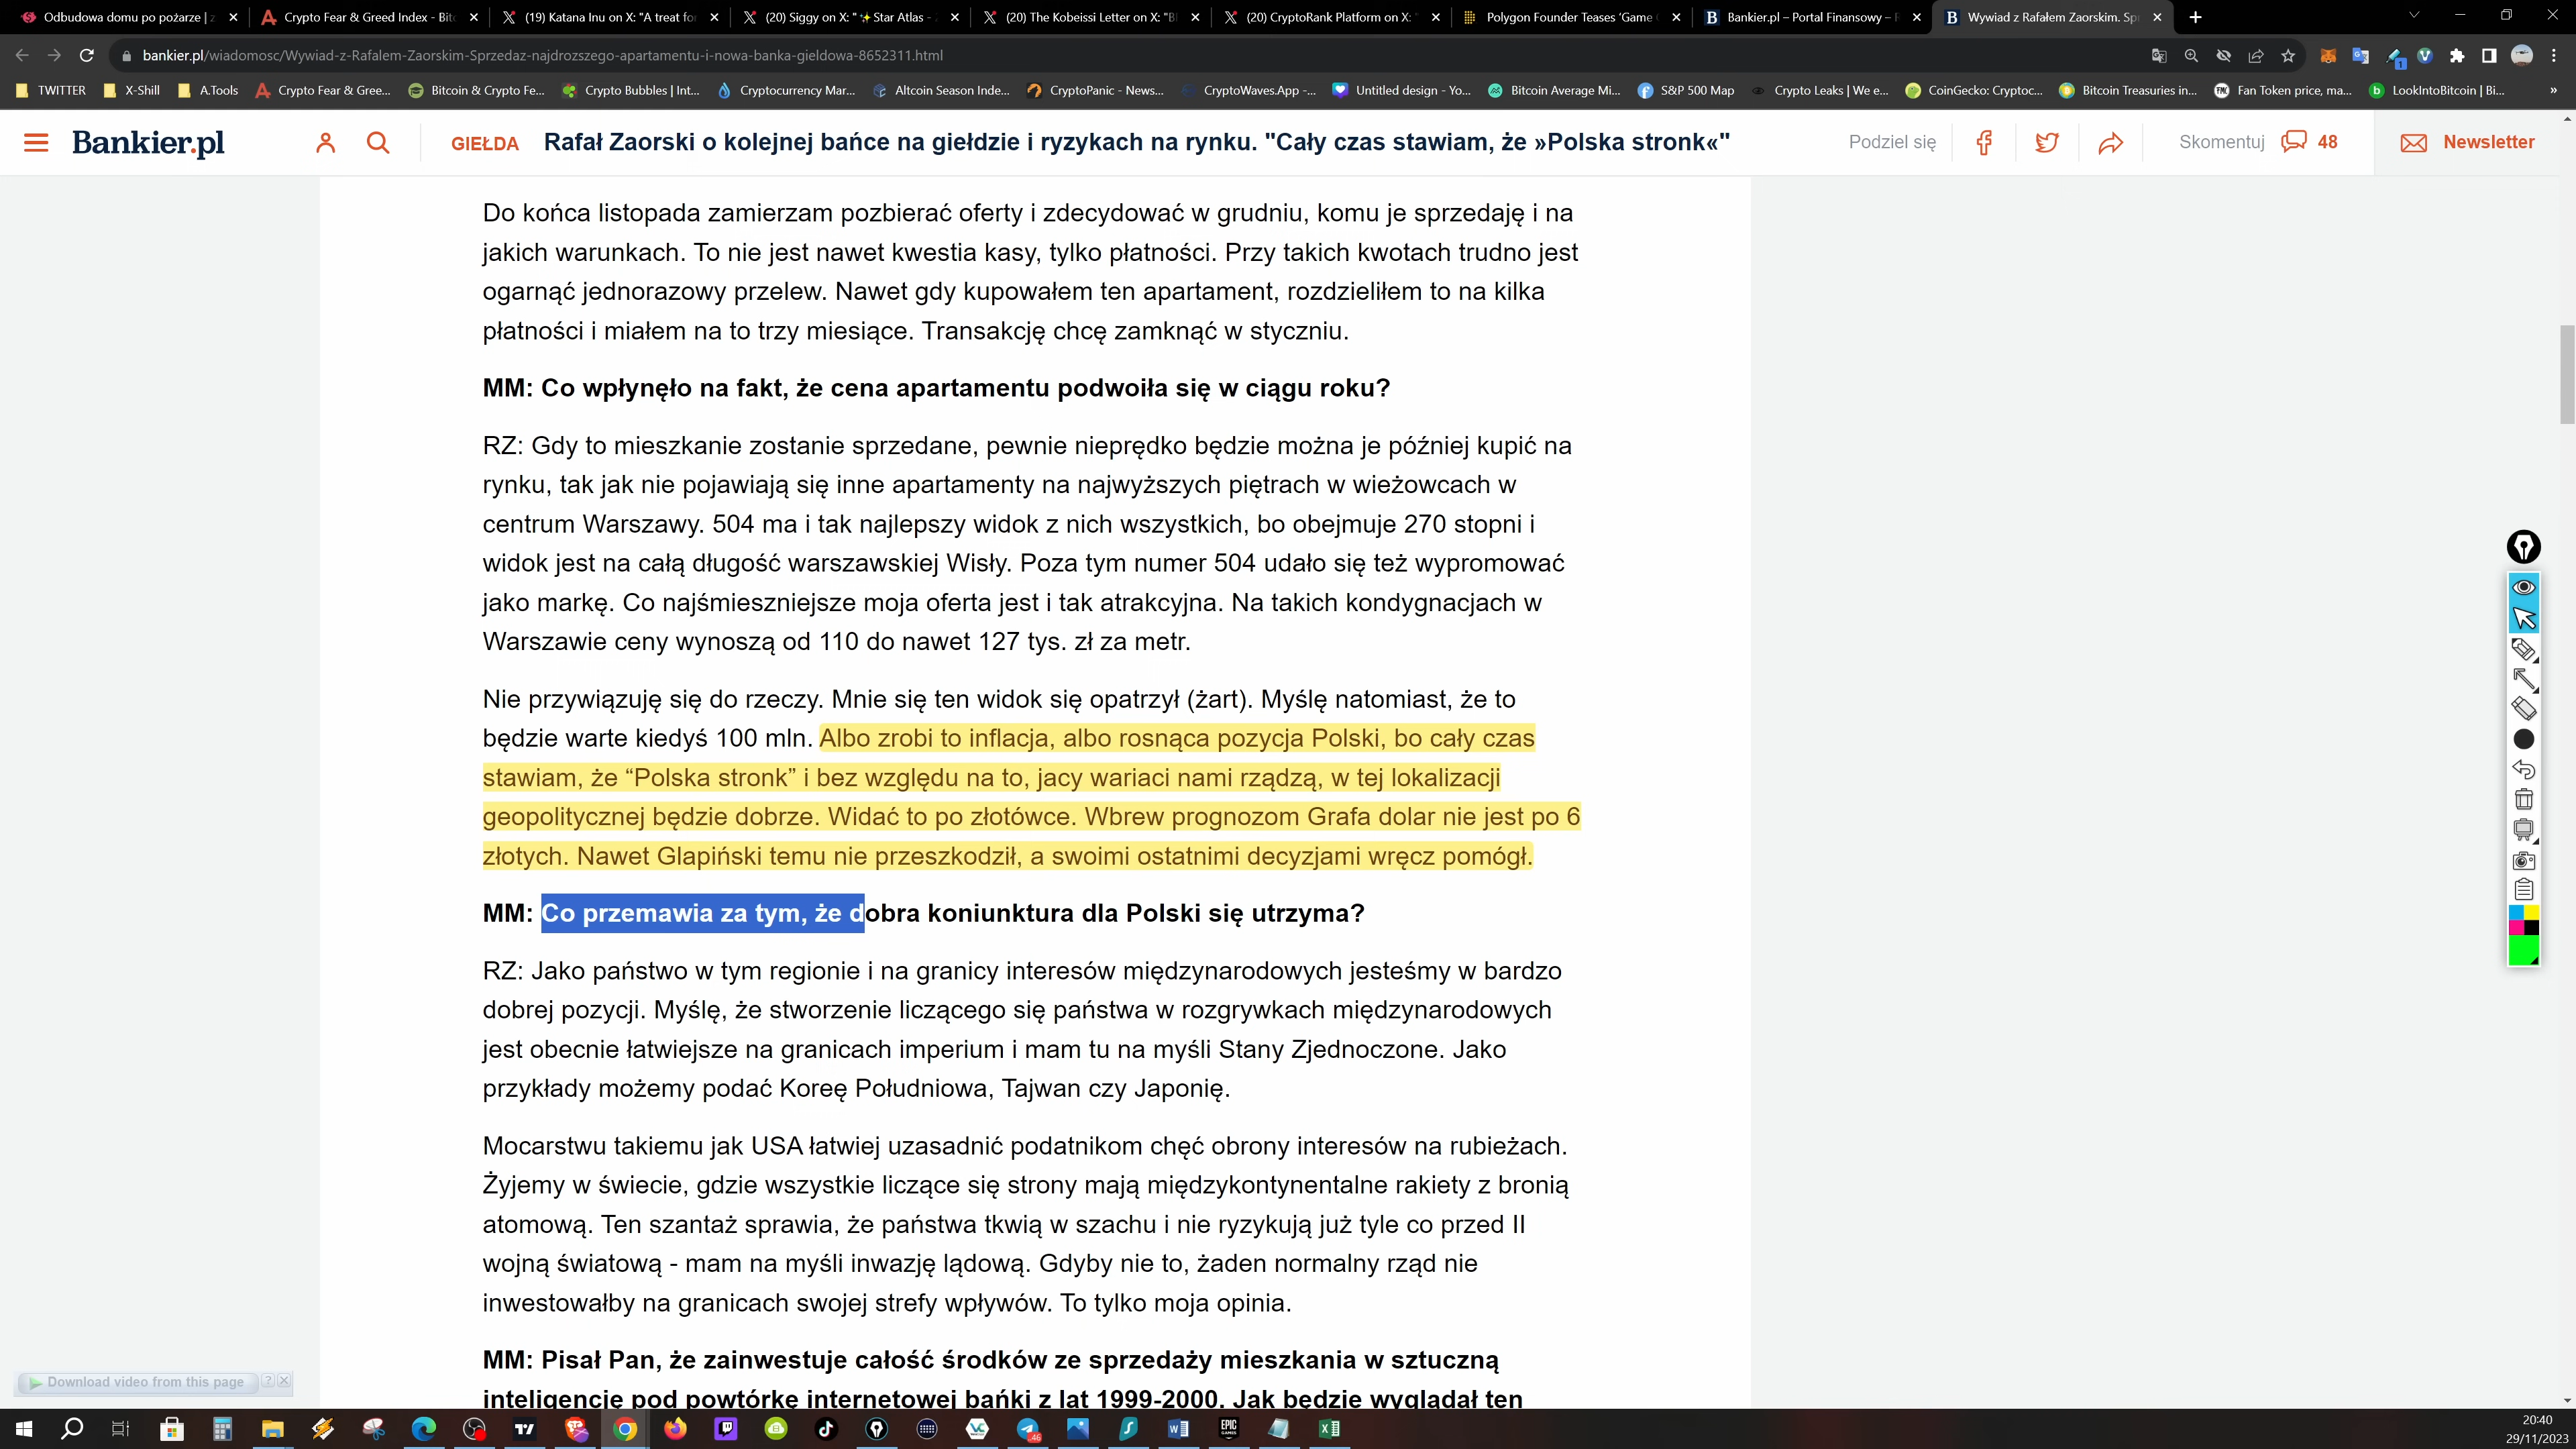 Odbudowa domu po pożarze | z
Crypto Fear & Greed Index - Bit
(19) Katana Inu on X: "A treat fo
(20) Siggy on X: "✨Star Atlas -
(20) The Kobeissi Letter on X: "B
(20) CryptoRank Platform on X: "
Polygon Founder Teases 'Game
Bankier.pl – Portal Finansowy –
Wywiad z Rafałem Zaorskim. Sp
bankier.pl/wiadomosc/Wywiad-z-Rafalem-Zaorskim-Sprzedaz-najdrozszego-apartamentu-i-nowa-banka-gieldowa-8652311.html
TWITTER
X-Shill
A.Tools
Crypto Fear & Gree...
Bitcoin & Crypto Fe...
Crypto Bubbles | Int...
Cryptocurrency Mar...
Altcoin Season Inde...
CryptoPanic - News...
CryptoWaves.App -...
Untitled design - Yo...
Bitcoin Average Mi...
S&P 500 Map
Crypto Leaks | We e...
CoinGecko: Cryptoc...
Bitcoin Treasuries in...
Fan Token price, ma...
LookIntoBitcoin | Bi...
»
Bankier.pl
GIEŁDA
Rafał Zaorski o kolejnej bańce na giełdzie i ryzykach na rynku. "Cały czas stawiam, że »Polska stronk«"
Podziel się
Skomentuj
48
Newsletter
Do końca listopada zamierzam pozbierać oferty i zdecydować w grudniu, komu je sprzedaję i na
jakich warunkach. To nie jest nawet kwestia kasy, tylko płatności. Przy takich kwotach trudno jest
ogarnąć jednorazowy przelew. Nawet gdy kupowałem ten apartament, rozdzieliłem to na kilka
płatności i miałem na to trzy miesiące. Transakcję chcę zamknąć w styczniu.
MM: Co wpłynęło na fakt, że cena apartamentu podwoiła się w ciągu roku?
RZ: Gdy to mieszkanie zostanie sprzedane, pewnie nieprędko będzie można je później kupić na
rynku, tak jak nie pojawiają się inne apartamenty na najwyższych piętrach w wieżowcach w
centrum Warszawy. 504 ma i tak najlepszy widok z nich wszystkich, bo obejmuje 270 stopni i
widok jest na całą długość warszawskiej Wisły. Poza tym numer 504 udało się też wypromować
jako markę. Co najśmieszniejsze moja oferta jest i tak atrakcyjna. Na takich kondygnacjach w
Warszawie ceny wynoszą od 110 do nawet 127 tys. zł za metr.
Nie przywiązuję się do rzeczy. Mnie się ten widok się opatrzył (żart). Myślę natomiast, że to
będzie warte kiedyś 100 mln. Albo zrobi to inflacja, albo rosnąca pozycja Polski, bo cały czas
stawiam, że “Polska stronk” i bez względu na to, jacy wariaci nami rządzą, w tej lokalizacji
geopolitycznej będzie dobrze. Widać to po złotówce. Wbrew prognozom Grafa dolar nie jest po 6
złotych. Nawet Glapiński temu nie przeszkodził, a swoimi ostatnimi decyzjami wręcz pomógł.
MM: Co przemawia za tym, że dobra koniunktura dla Polski się utrzyma?
RZ: Jako państwo w tym regionie i na granicy interesów międzynarodowych jesteśmy w bardzo
dobrej pozycji. Myślę, że stworzenie liczącego się państwa w rozgrywkach międzynarodowych
jest obecnie łatwiejsze na granicach imperium i mam tu na myśli Stany Zjednoczone. Jako
przykłady możemy podać Koreę Południowa, Tajwan czy Japonię.
Mocarstwu takiemu jak USA łatwiej uzasadnić podatnikom chęć obrony interesów na rubieżach.
Żyjemy w świecie, gdzie wszystkie liczące się strony mają międzykontynentalne rakiety z bronią
atomową. Ten szantaż sprawia, że państwa tkwią w szachu i nie ryzykują już tyle co przed II
wojną światową - mam na myśli inwazję lądową. Gdyby nie to, żaden normalny rząd nie
inwestowałby na granicach swojej strefy wpływów. To tylko moja opinia.
MM: Pisał Pan, że zainwestuje całość środków ze sprzedaży mieszkania w sztuczną
inteligencję pod powtórkę internetowej bańki z lat 1999-2000. Jak będzie wyglądał ten
Download video from this page
20:40
29/11/2023